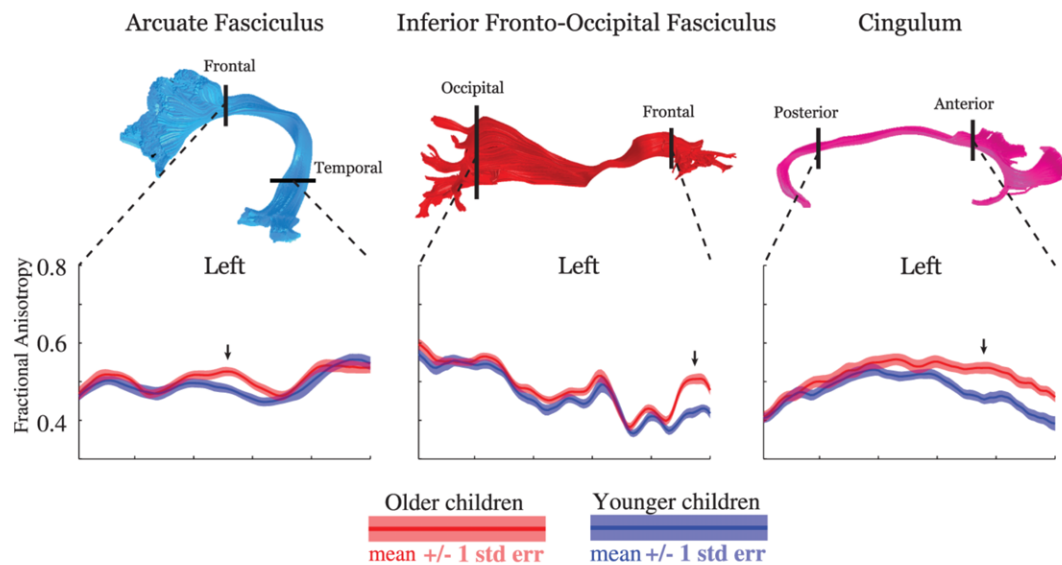 Arcuate Fasciculus
Inferior Fronto-Occipital Fasciculus
Cingulum
Frontal
Temporal
Occipital
Frontal
Posterior
Anterior
Fractional Anisotropy
0.8
0.6
0.4
Left
Left
Left
Older children
mean +/- 1 std err
Younger children
mean +/- 1 std err